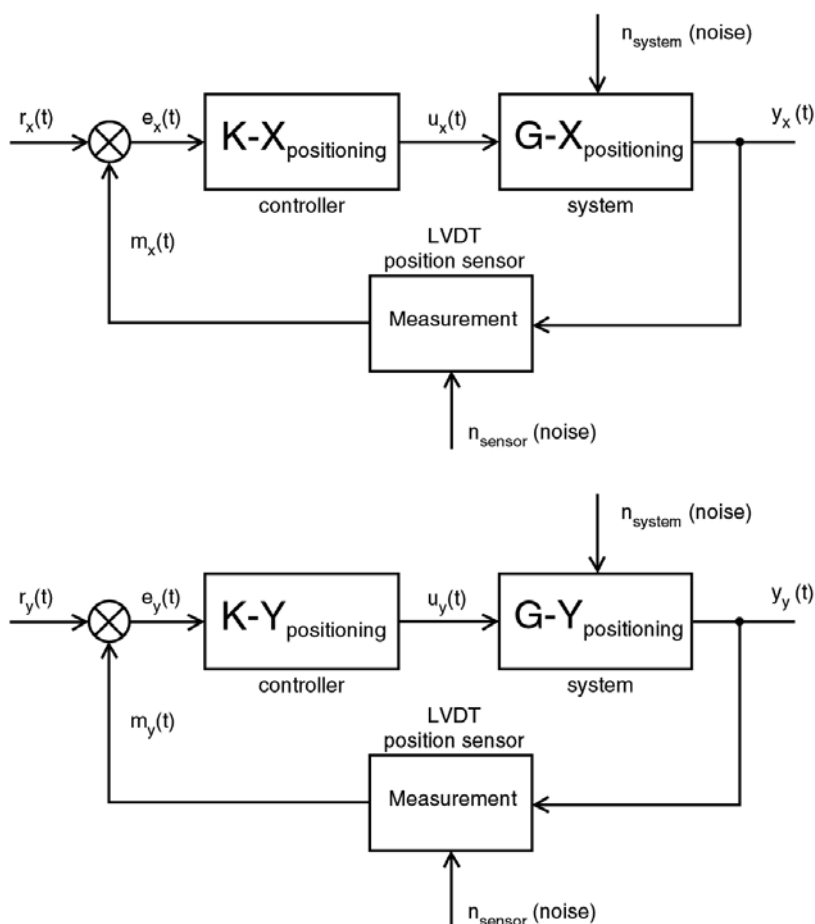 n_system (noise)
r_x(t) e_x(t) K-X_positioning u_x(t) G-X_positioning y_x (t)
controller system
m_x(t)
LVDT
position sensor
Measurement
n_sensor (noise)
n_system (noise)
r_y(t) e_y(t) K-Y_positioning u_y(t) G-Y_positioning y_y (t)
controller system
m_y(t)
LVDT
position sensor
Measurement
n_sensor (noise)